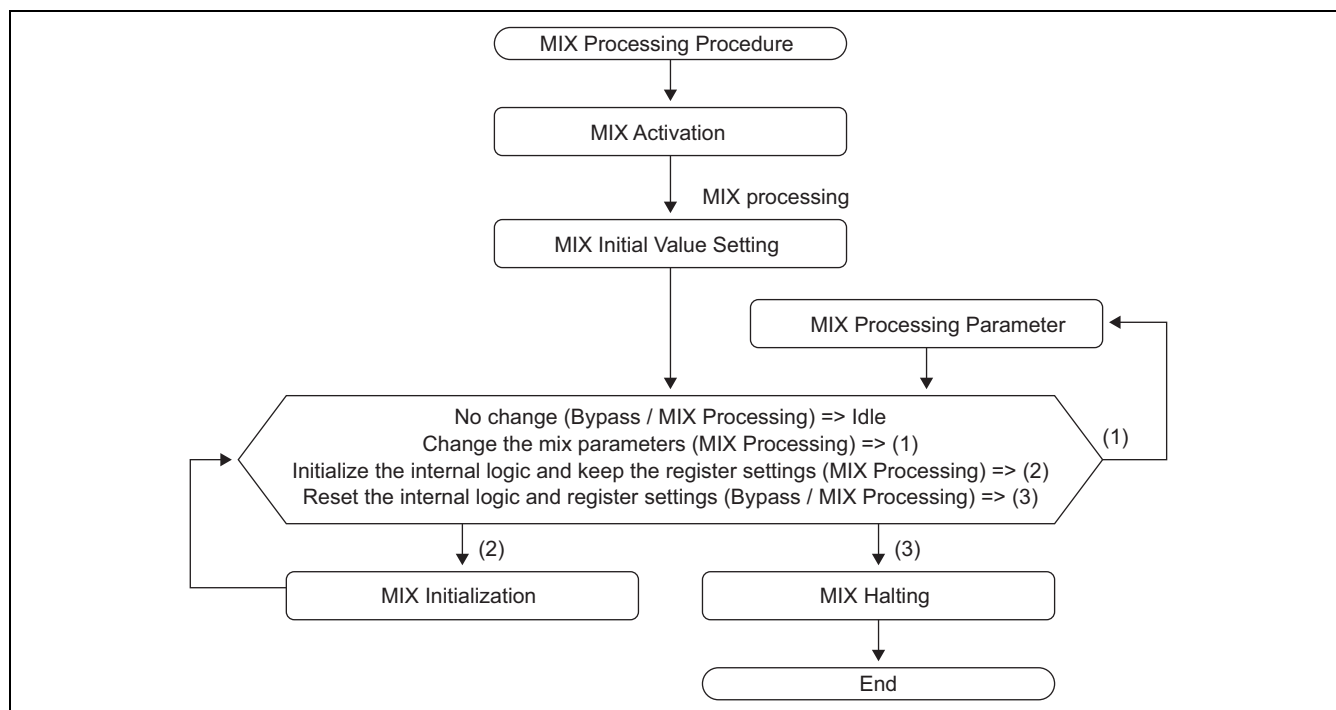 MIX Processing Procedure
MIX Activation
MIX processing
MIX Initial Value Setting
MIX Processing Parameter
No change (Bypass / MIX Processing) => Idle
Change the mix parameters (MIX Processing) => (1)
Initialize the internal logic and keep the register settings (MIX Processing) => (2)
Reset the internal logic and register settings (Bypass / MIX Processing) => (3)
(1)
(2)
(3)
MIX Initialization
MIX Halting
End